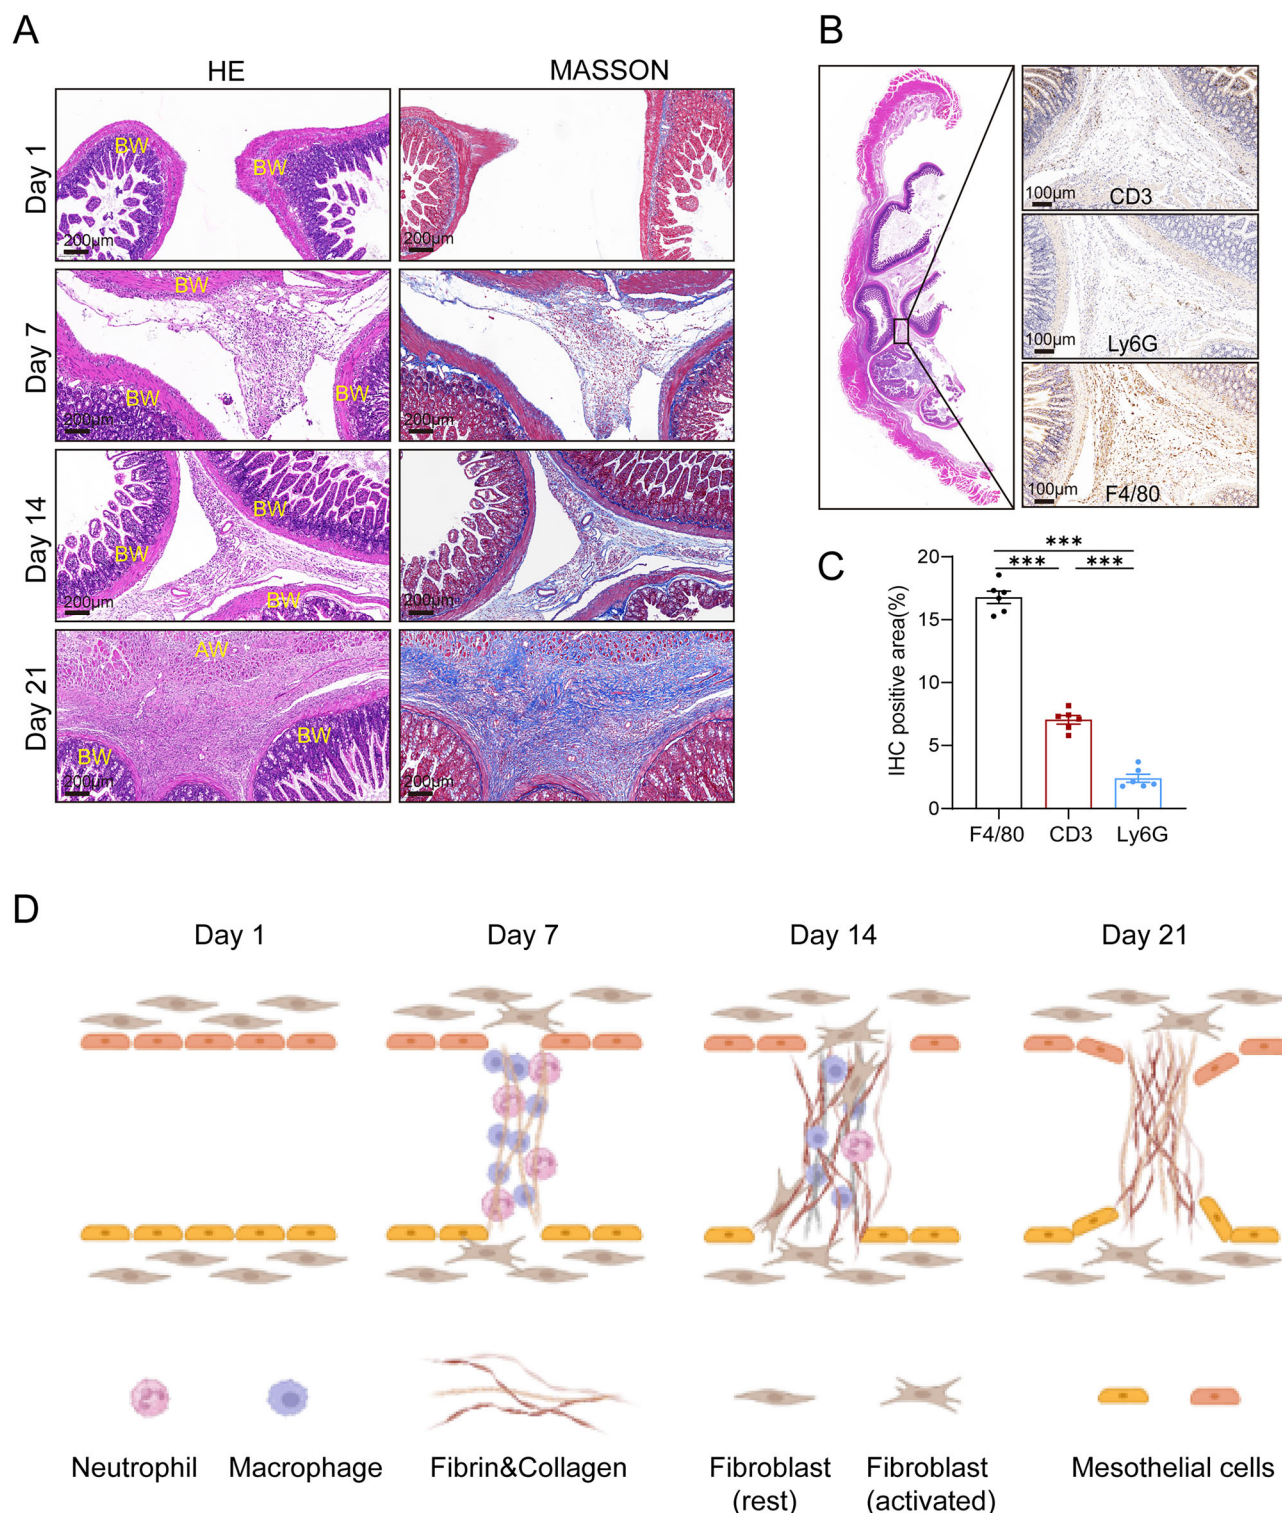 A
HE
MASSON
Day 1
BW
BW
200μm
200μm
Day 7
BW
BW
BW
200μm
200μm
Day 14
BW
BW
BW
200μm
200μm
Day 21
AW
BW
BW
200μm
200μm
B
100μm
CD3
100μm
Ly6G
100μm
F4/80
C
IHC positive area(%)
20
15
10
5
0
***
***
***
F4/80
CD3
Ly6G
D
Day 1
Day 7
Day 14
Day 21
Neutrophil
Macrophage
Fibrin&Collagen
Fibroblast
(rest)
Fibroblast
(activated)
Mesothelial cells